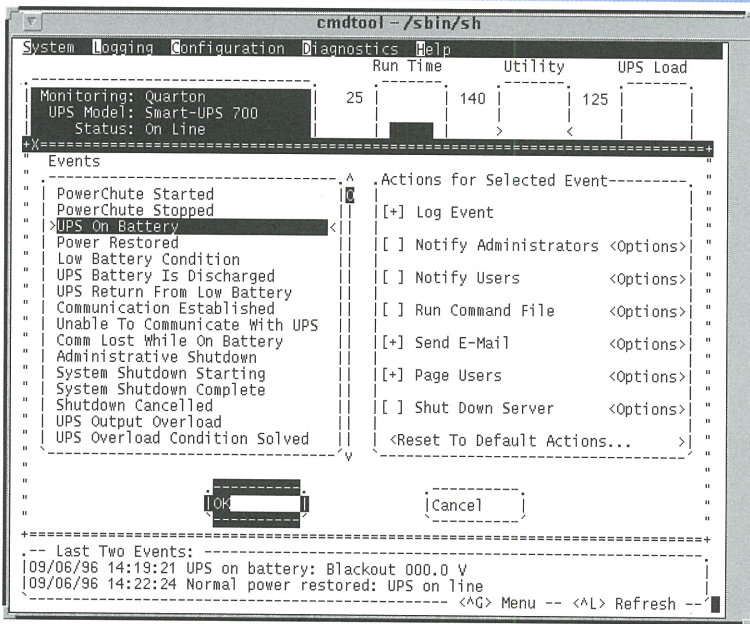 cmdtool - /sbin/sh
System Logging Configuration Diagnostics Help
Run Time Utility UPS Load
Monitoring: Quarton 25 140 125
UPS Model: Smart-UPS 700
Status: On Line
Events
PowerChute Started
PowerChute Stopped
>UPS On Battery <
Power Restored
Low Battery Condition
UPS Battery Is Discharged
UPS Return From Low Battery
Communication Established
Unable To Communicate With UPS
Comm Lost While On Battery
Administrative Shutdown
System Shutdown Starting
System Shutdown Complete
Shutdown Cancelled
UPS Output Overload
UPS Overload Condition Solved
Actions for Selected Event
[+] Log Event
[ ] Notify Administrators <Options>
[ ] Notify Users <Options>
[ ] Run Command File <Options>
[+] Send E-Mail <Options>
[+] Page Users <Options>
[ ] Shut Down Server <Options>
<Reset To Default Actions... >
OK Cancel
-- Last Two Events: --
09/06/96 14:19:21 UPS on battery: Blackout 000.0 V
09/06/96 14:22:24 Normal power restored: UPS on line
<^G> Menu -- <^L> Refresh --